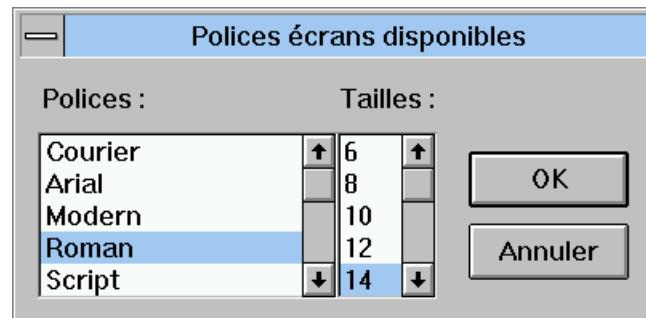 Polices écrans disponibles
Polices : Tailles :
Courier 6
Arial 8 OK
Modern 10
Roman 12 Annuler
Script 14